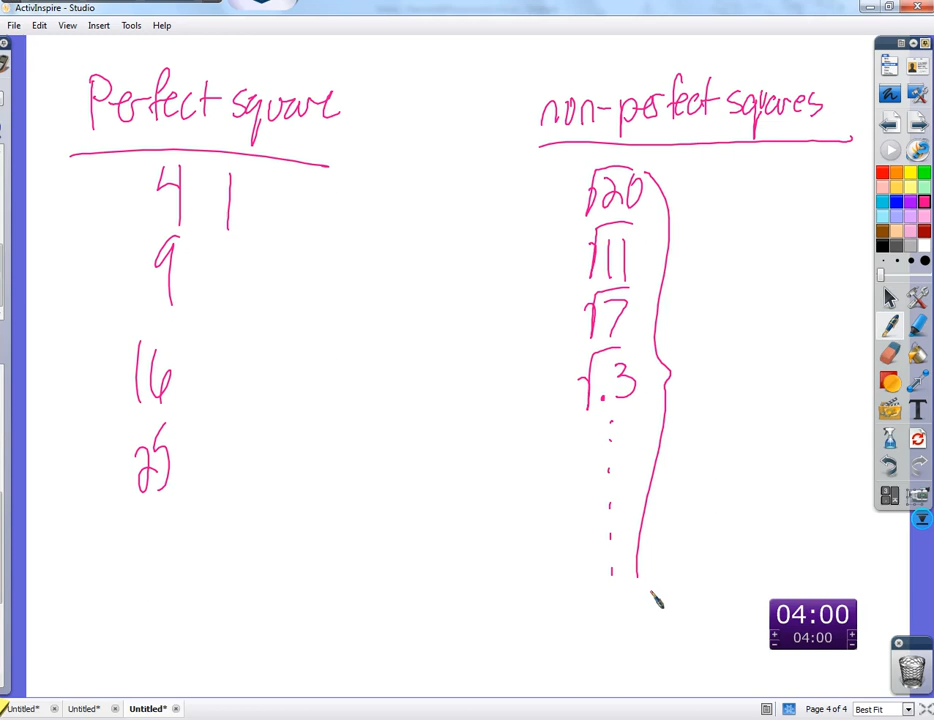 ActivInspire - Studio
File Edit View Insert Tools Help
Perfect square
non-perfect squares
4 1
√20
9
√11
√7
16
√.3
25
04:00
04:00
Untitled* Untitled* Untitled* Page 4 of 4 Best Fit